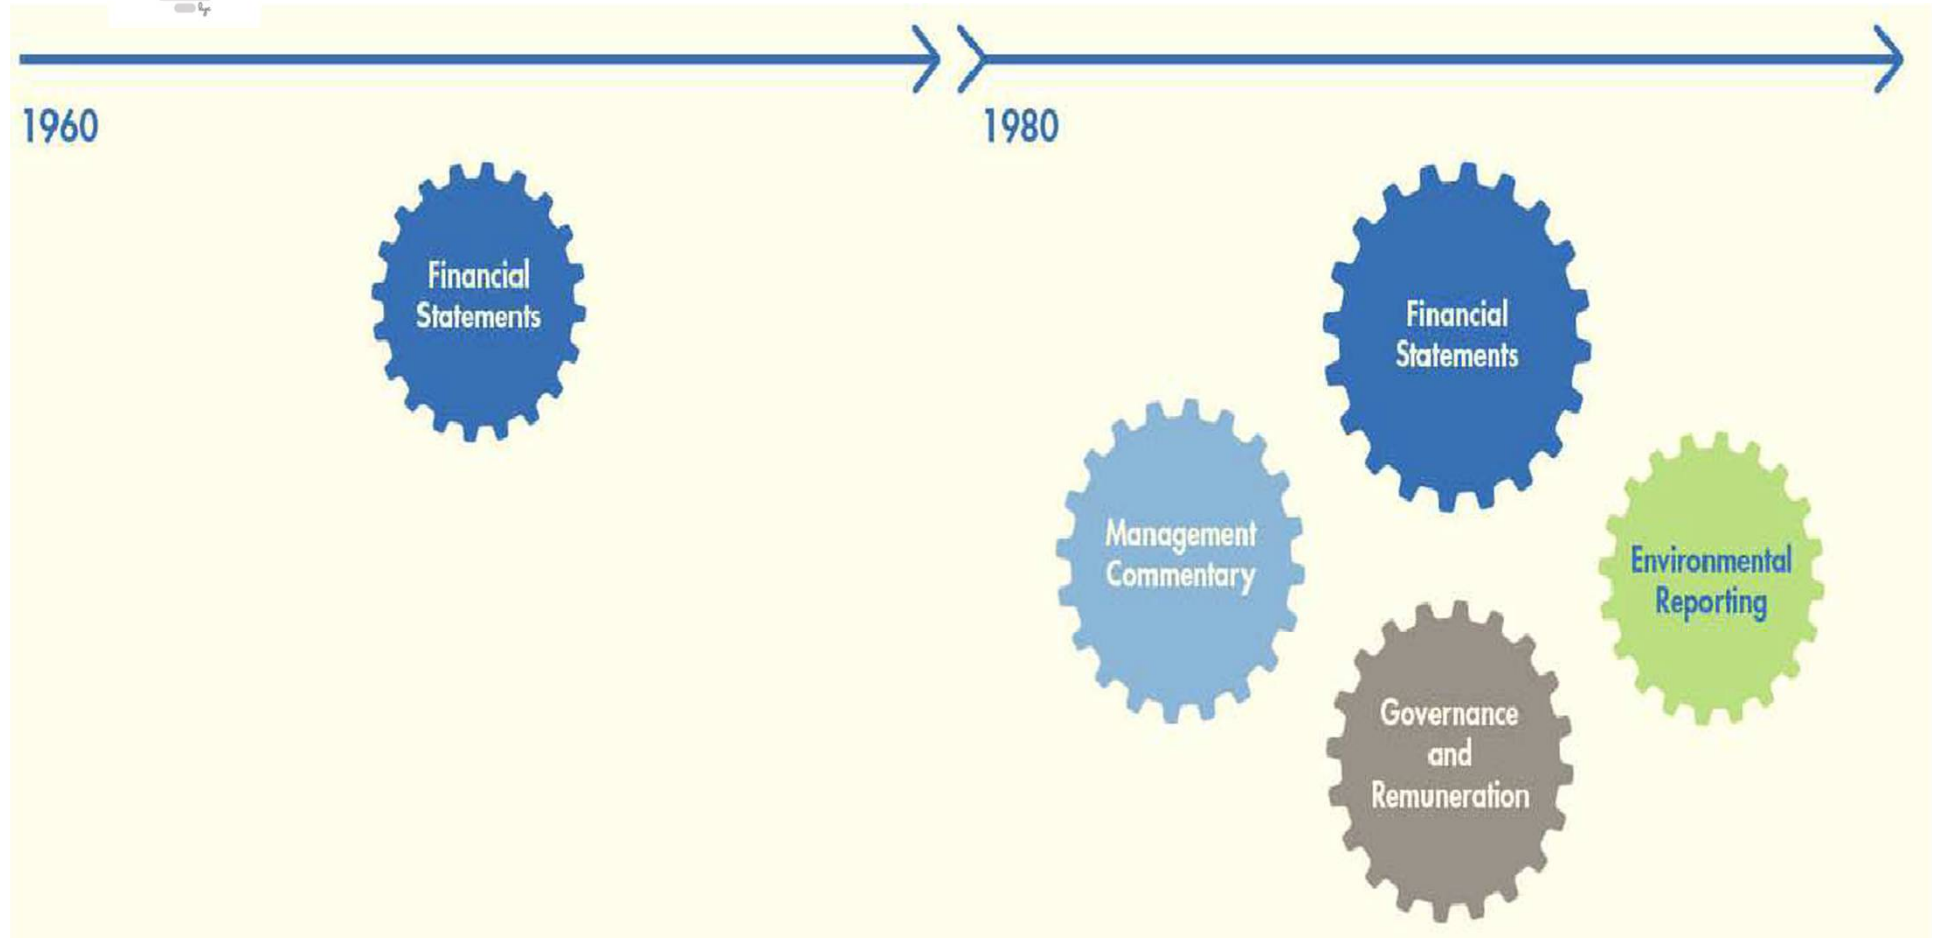 1960
1980
Financial
Statements
Financial
Statements
Management
Commentary
Environmental
Reporting
Governance
and
Remuneration